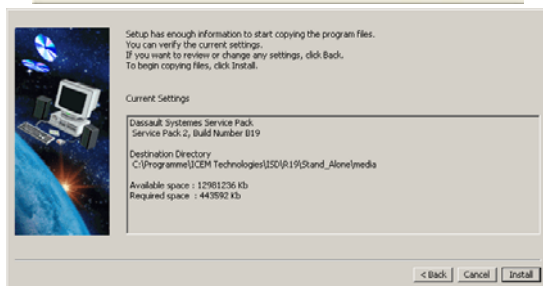 Setup has enough information to start copying the program files.
You can verify the current settings.
If you want to review or change any settings, click Back.
To begin copying files, click Install.
Current Settings
Dassault Systemes Service Pack
Service Pack 2, Build Number B19
Destination Directory
C:\Programme\ICEM Technologies\ISD\R19\Stand_Alone\media
Available space : 12981236 Kb
Required space : 443592 Kb
< Back Cancel Install